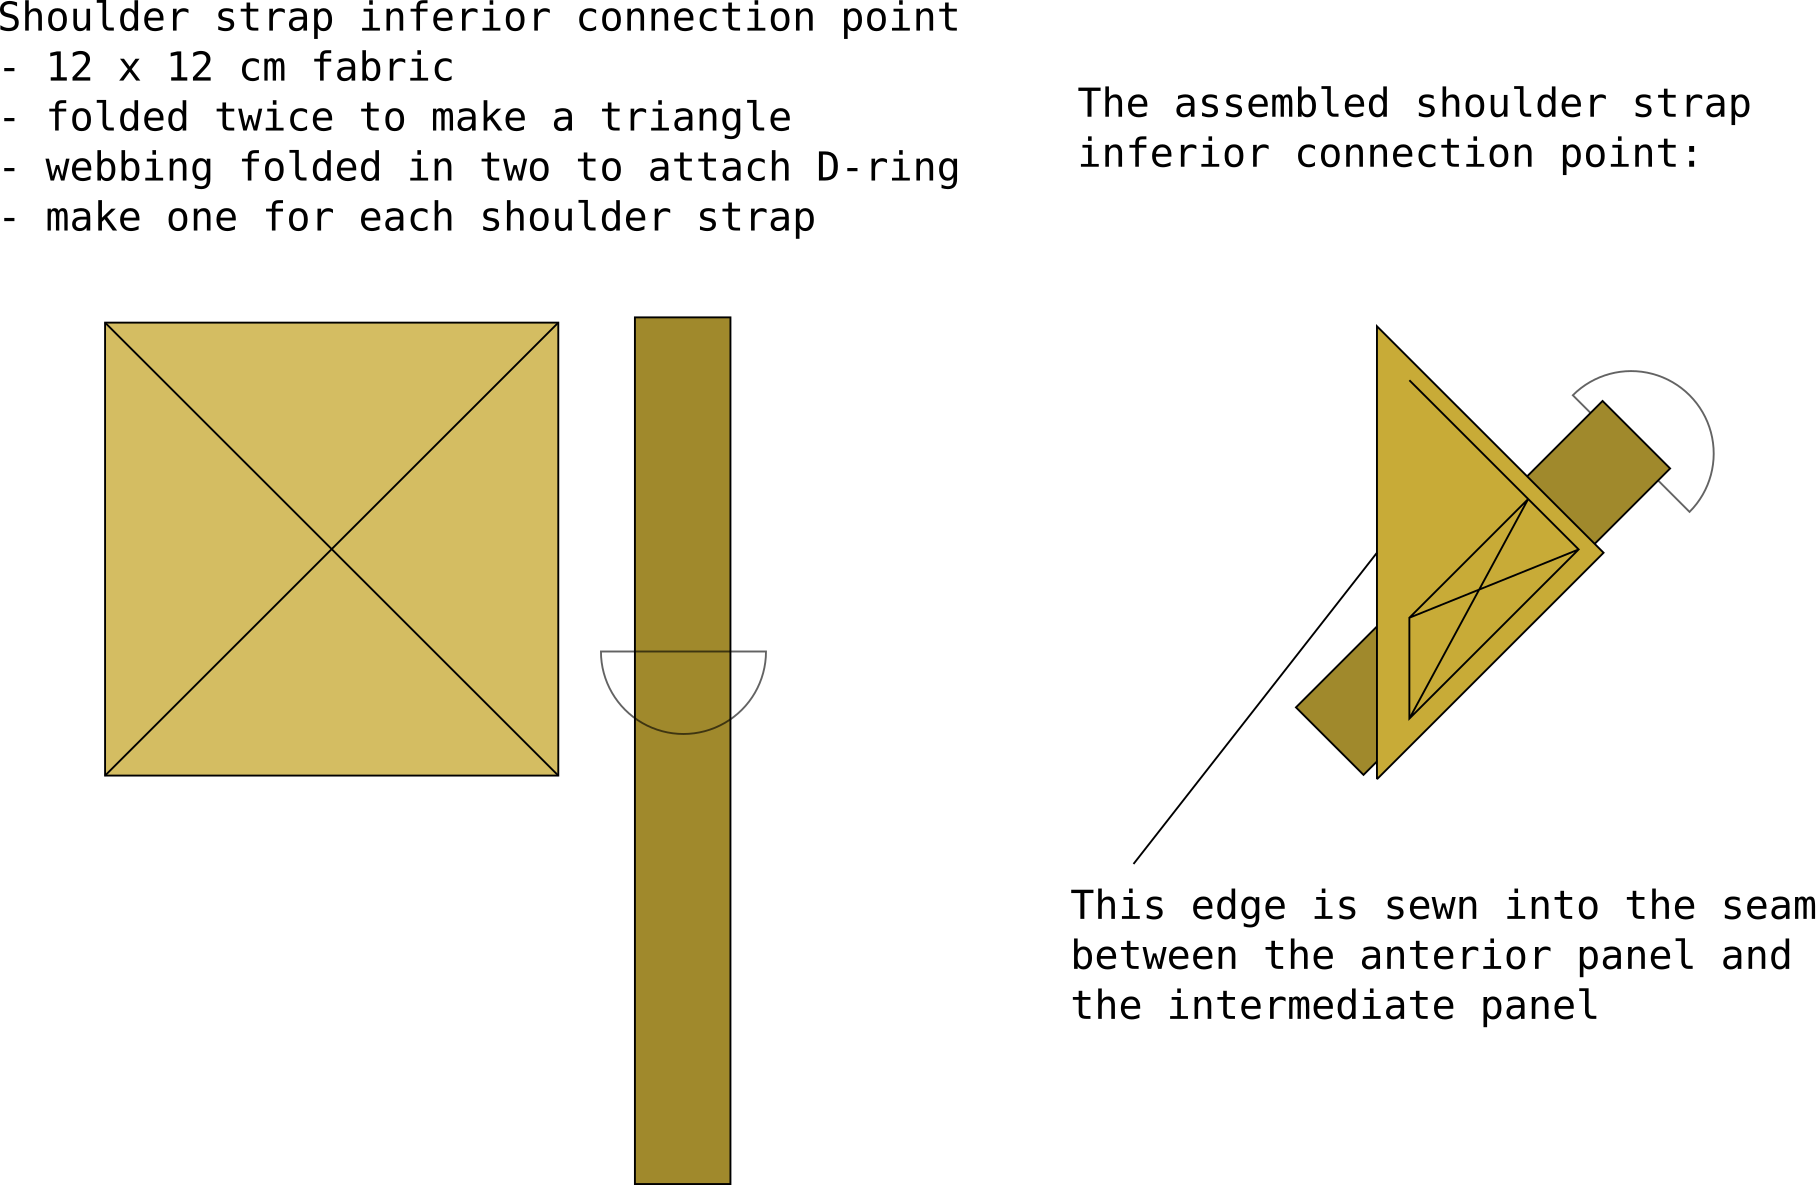 Shoulder strap inferior connection point
- 12 x 12 cm fabric
- folded twice to make a triangle
- webbing folded in two to attach D-ring
- make one for each shoulder strap
The assembled shoulder strap
inferior connection point:
This edge is sewn into the seam
between the anterior panel and
the intermediate panel